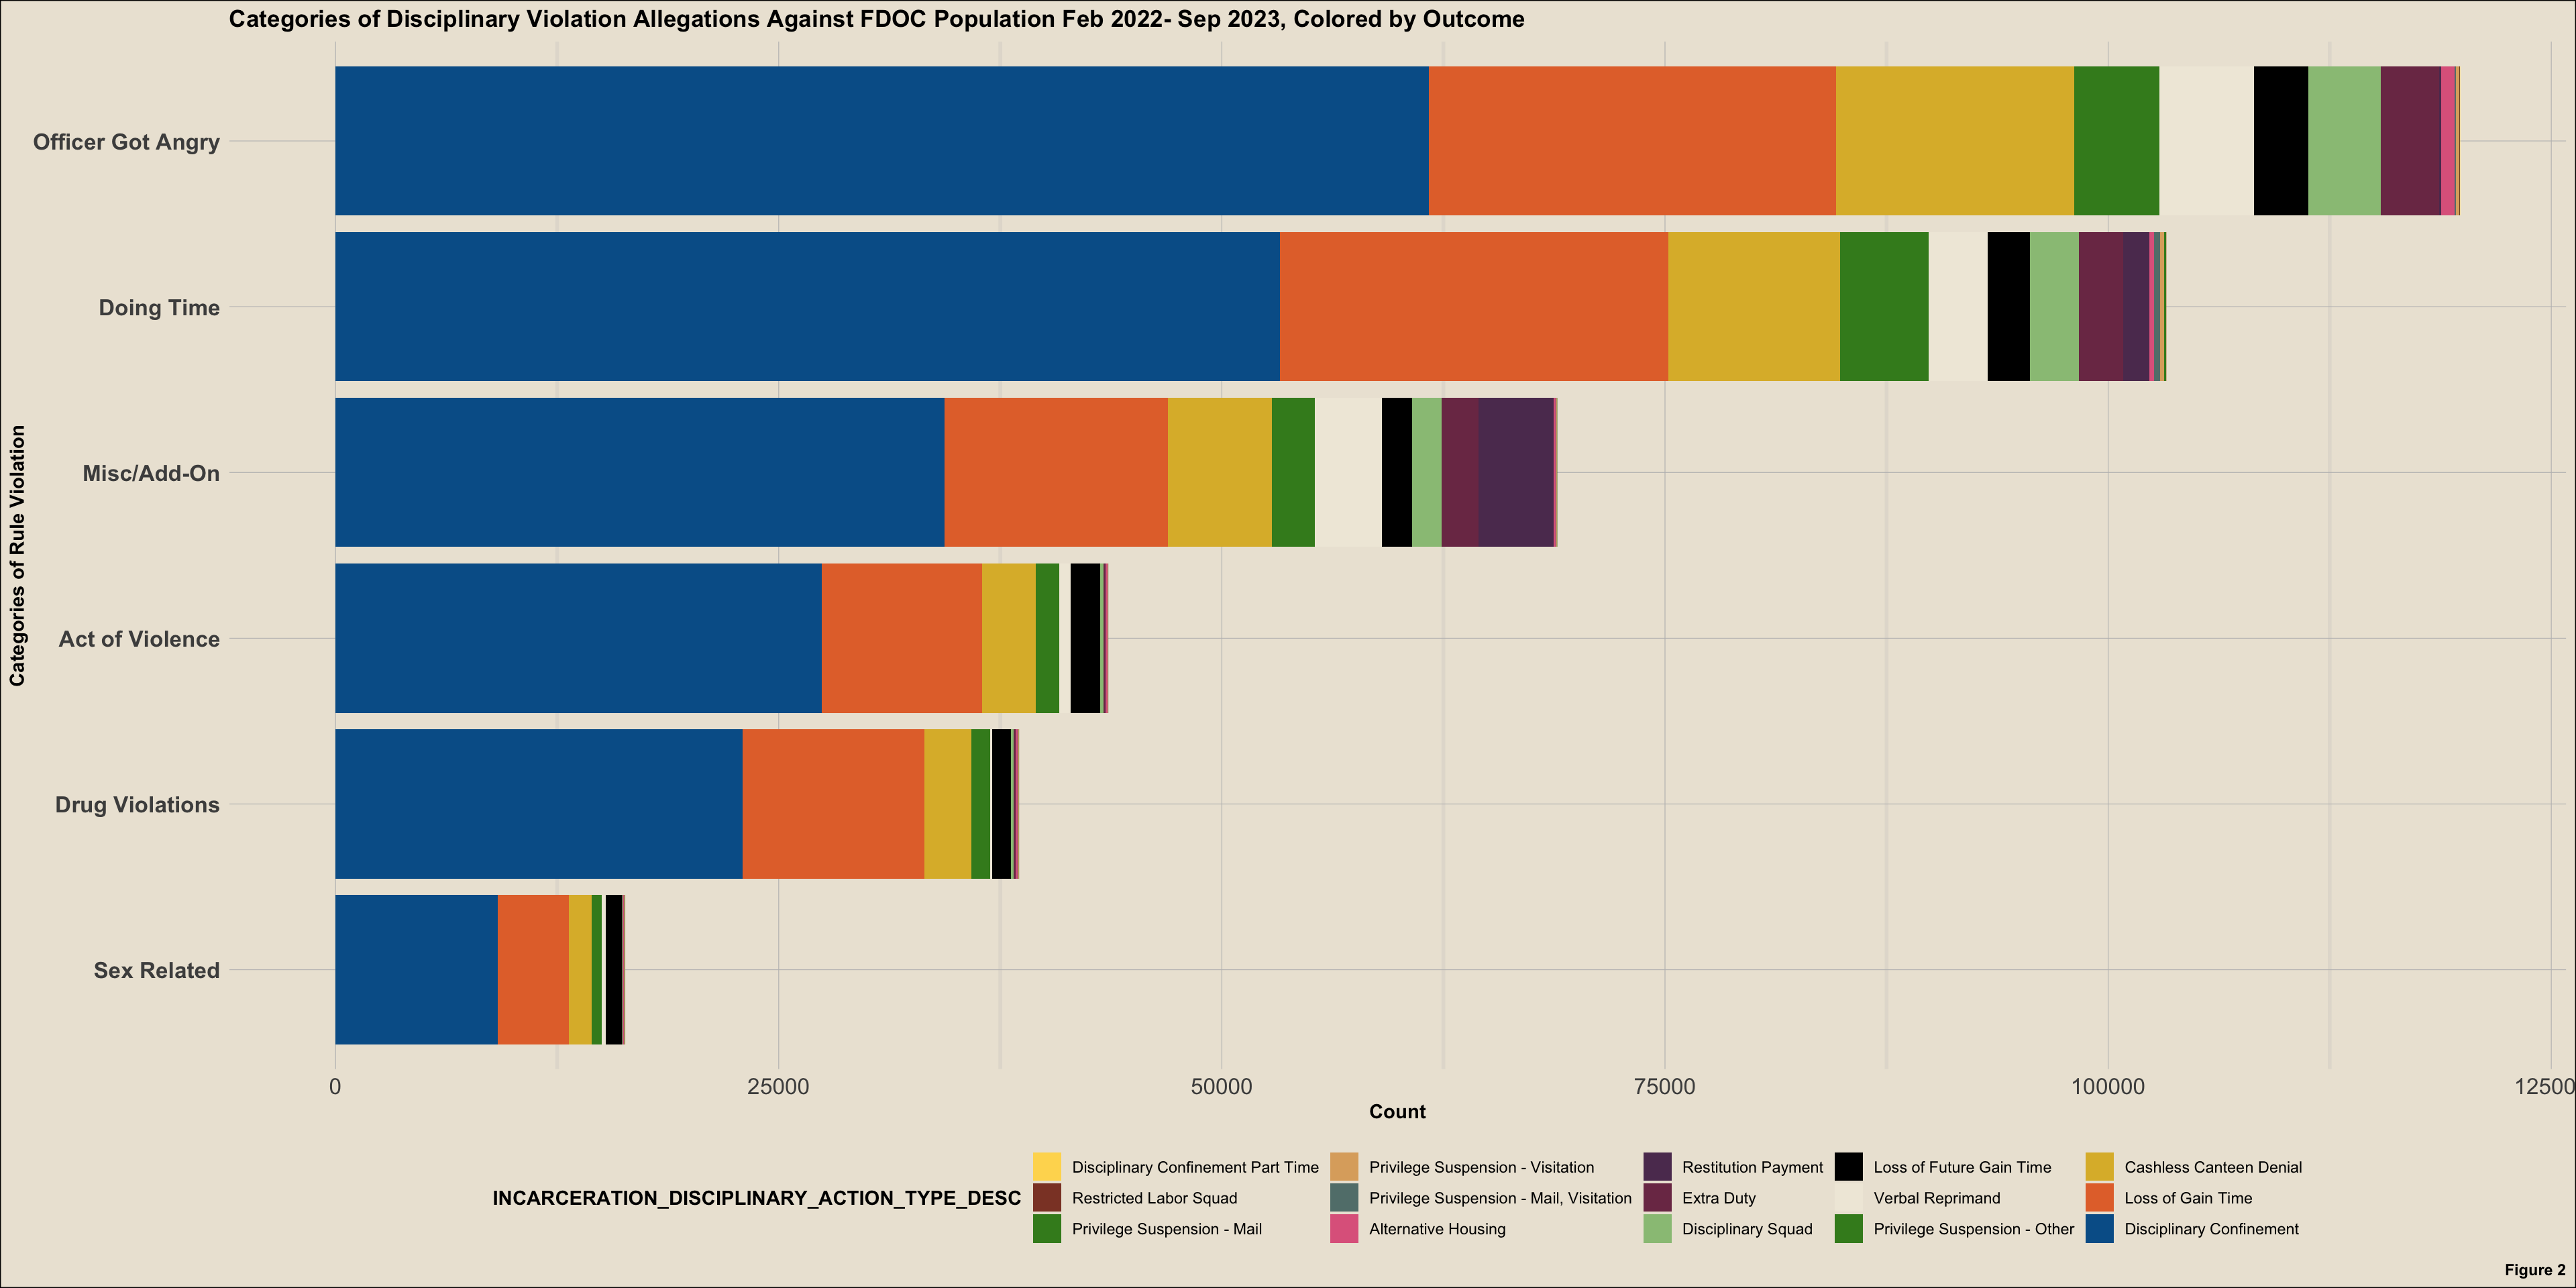 Categories of Disciplinary Violation Allegations Against FDOC Population Feb 2022- Sep 2023, Colored by Outcome
Categories of Rule Violation
Officer Got Angry
Doing Time
Misc/Add-On
Act of Violence
Drug Violations
Sex Related
0 25000 50000 75000 100000 12500
Count
INCARCERATION_DISCIPLINARY_ACTION_TYPE_DESC
Disciplinary Confinement Part Time Privilege Suspension - Visitation Restitution Payment Loss of Future Gain Time Cashless Canteen Denial
Restricted Labor Squad Privilege Suspension - Mail, Visitation Extra Duty Verbal Reprimand Loss of Gain Time
Privilege Suspension - Mail Alternative Housing Disciplinary Squad Privilege Suspension - Other Disciplinary Confinement
Figure 2